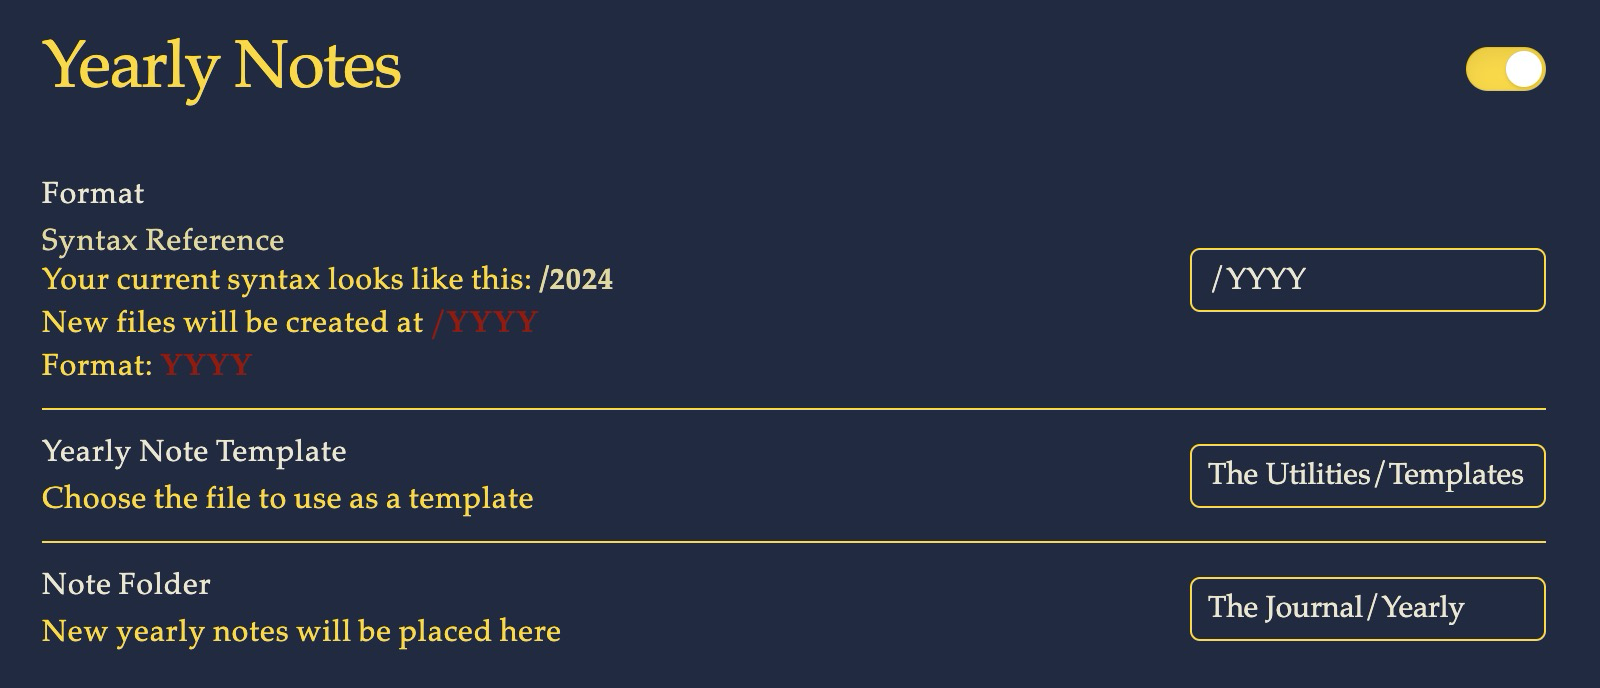 Yearly Notes
Format
Syntax Reference
Your current syntax looks like this: /2024
/YYYY
New files will be created at /YYYY
Format: YYYY
Yearly Note Template
Choose the file to use as a template
The Utilities/Templates
Note Folder
New yearly notes will be placed here
The Journal/Yearly